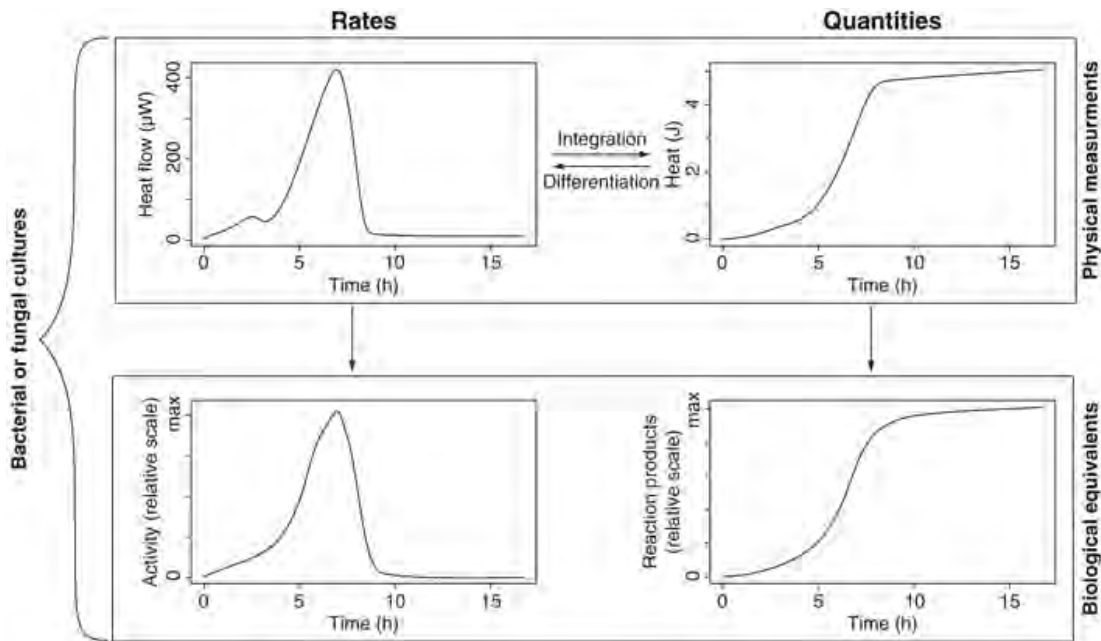 Rates
Quantities
Bacterial or fungal cultures
Physical measurments
Heat flow (µW)
400
200
0
0 5 10 15
Time (h)
Integration
Differentiation
Heat (J)
4
2
0
0 5 10 15
Time (h)
Biological equivalents
Activity (relative scale)
max
0
0 5 10 15
Time (h)
Reaction products
(relative scale)
max
0
0 5 10 15
Time (h)